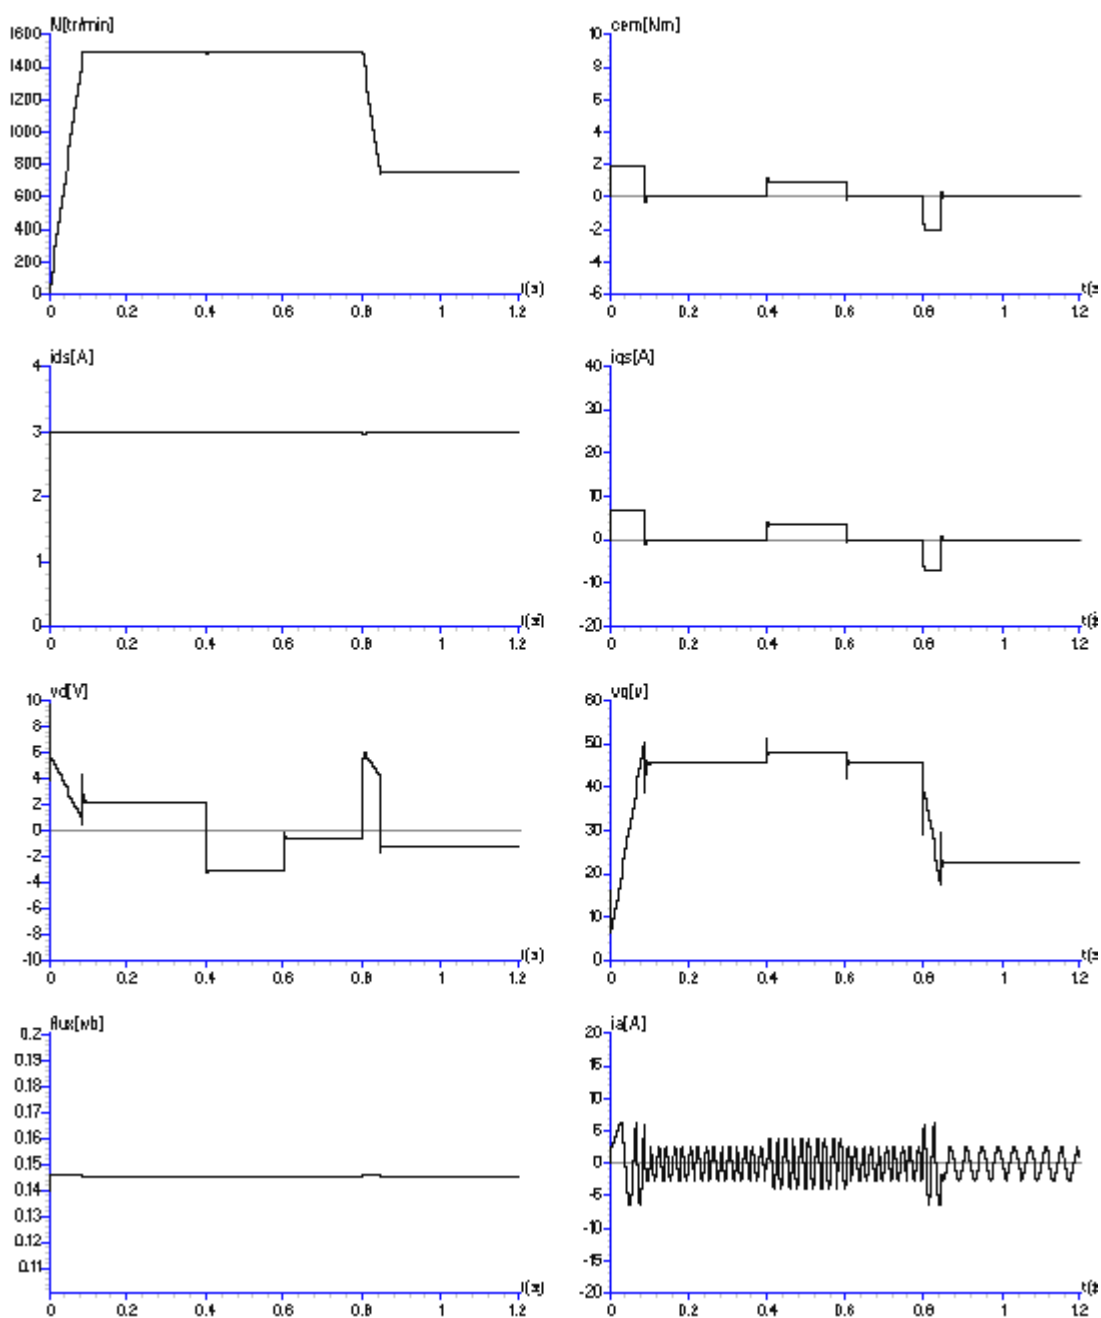 N[tr/min]
1600
1400
1200
1000
800
600
400
200
0
0 0.2 0.4 0.6 0.8 1 1.2
t(s)
cem[Nm]
10
8
6
4
2
0
-2
-4
-6
0 0.2 0.4 0.6 0.8 1 1.2
t(s
ids[A]
4
3
2
1
0
0 0.2 0.4 0.6 0.8 1 1.2
t(s)
iqs[A]
40
30
20
10
0
-10
-20
0 0.2 0.4 0.6 0.8 1 1.2
t(s
vd[V]
10
8
6
4
2
0
-2
-4
-6
-8
-10
0 0.2 0.4 0.6 0.8 1 1.2
t(s)
vq[v]
60
50
40
30
20
10
0
0 0.2 0.4 0.6 0.8 1 1.2
t(s
flux[wb]
0.2
0.19
0.18
0.17
0.16
0.15
0.14
0.13
0.12
0.11
0 0.2 0.4 0.6 0.8 1 1.2
t(s)
ia[A]
20
15
10
5
0
-5
-10
-15
-20
0 0.2 0.4 0.6 0.8 1 1.2
t(s